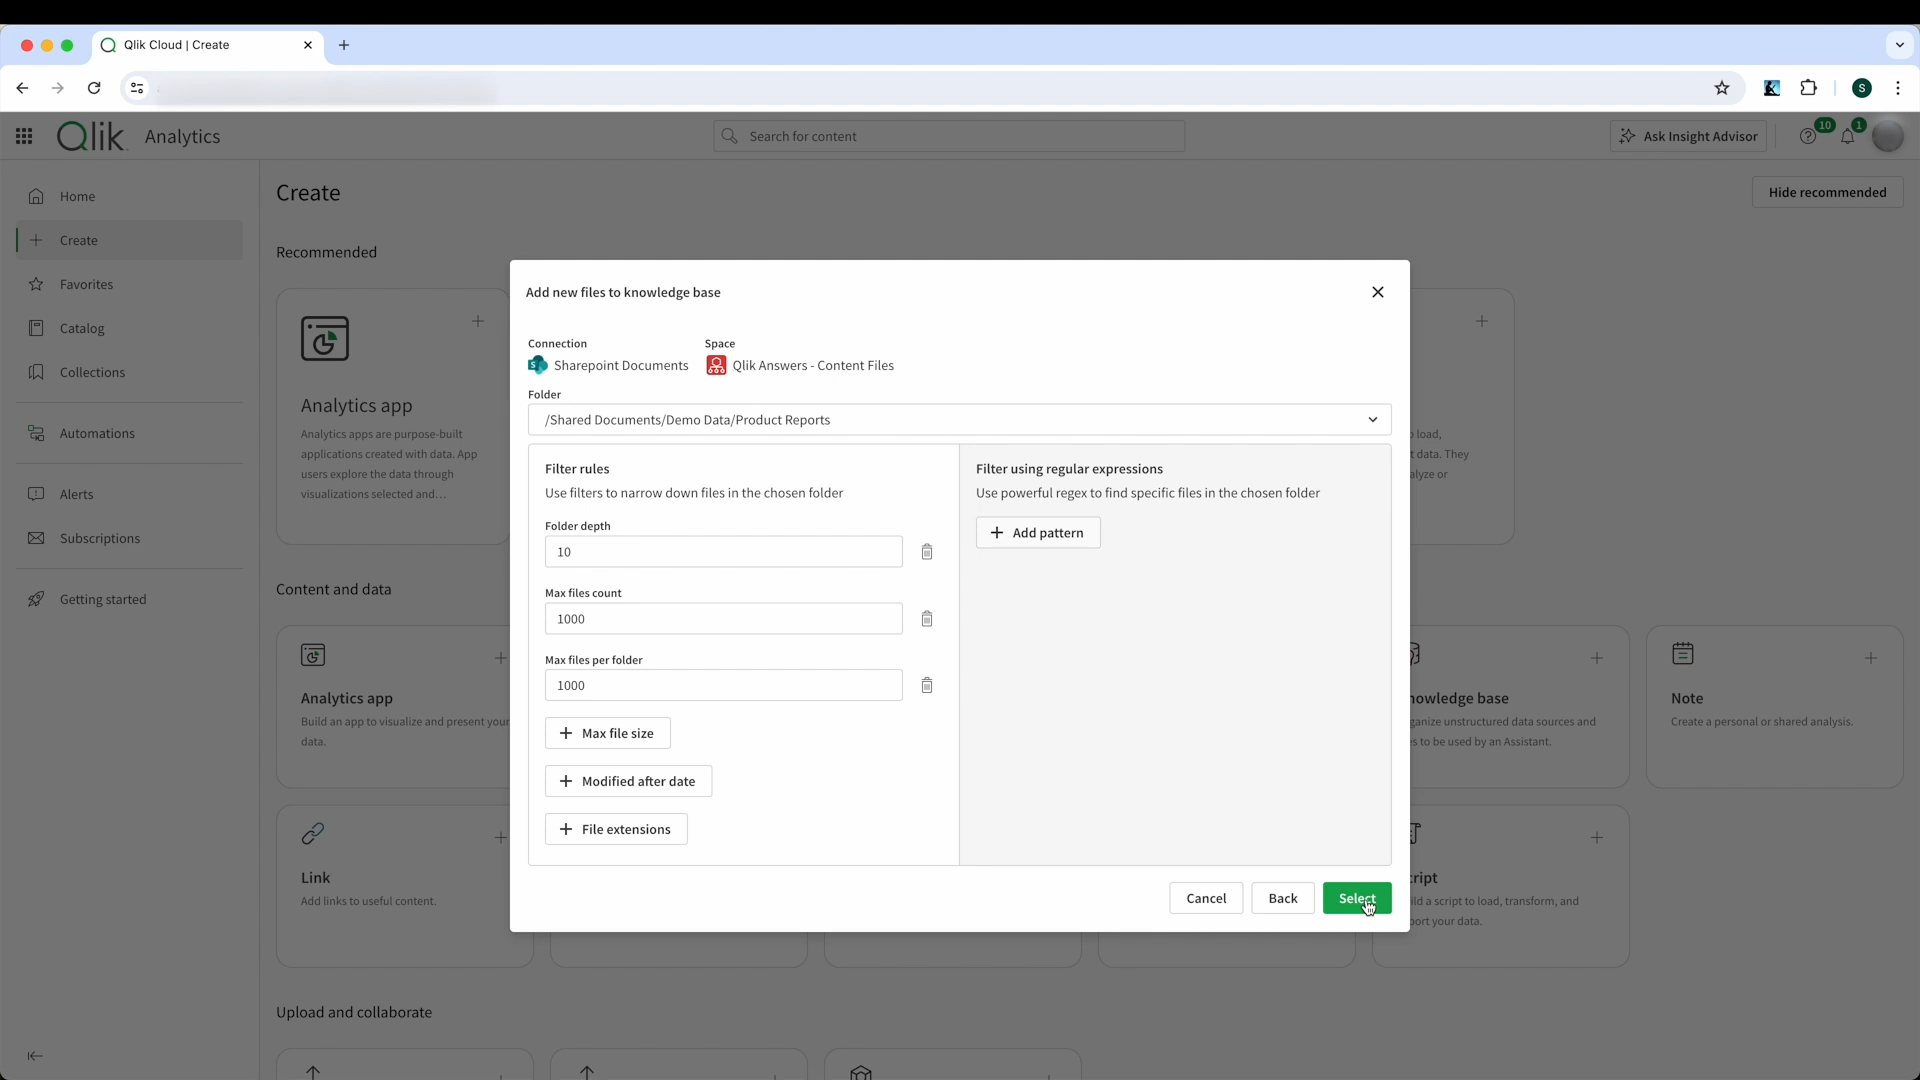 Qlik Cloud | Create
S
Qlik Analytics
Search for content
Ask Insight Advisor
10
1
Home
Create
Favorites
Catalog
Collections
Automations
Alerts
Subscriptions
Getting started
Create
Hide recommended
Recommended
Analytics app
Analytics apps are purpose-built
applications created with data. App
users explore the data through
visualizations selected and...
load,
data. They
alyze or
Content and data
Analytics app
Build an app to visualize and present your
data.
nowledge base
ganize unstructured data sources and
s to be used by an Assistant.
Note
Create a personal or shared analysis.
Link
Add links to useful content.
cript
ild a script to load, transform, and
port your data.
Upload and collaborate
Add new files to knowledge base
Connection
Space
Sharepoint Documents
Qlik Answers - Content Files
Folder
/Shared Documents/Demo Data/Product Reports
Filter rules
Use filters to narrow down files in the chosen folder
Folder depth
10
Max files count
1000
Max files per folder
1000
Max file size
Modified after date
File extensions
Filter using regular expressions
Use powerful regex to find specific files in the chosen folder
Add pattern
Cancel
Back
Select